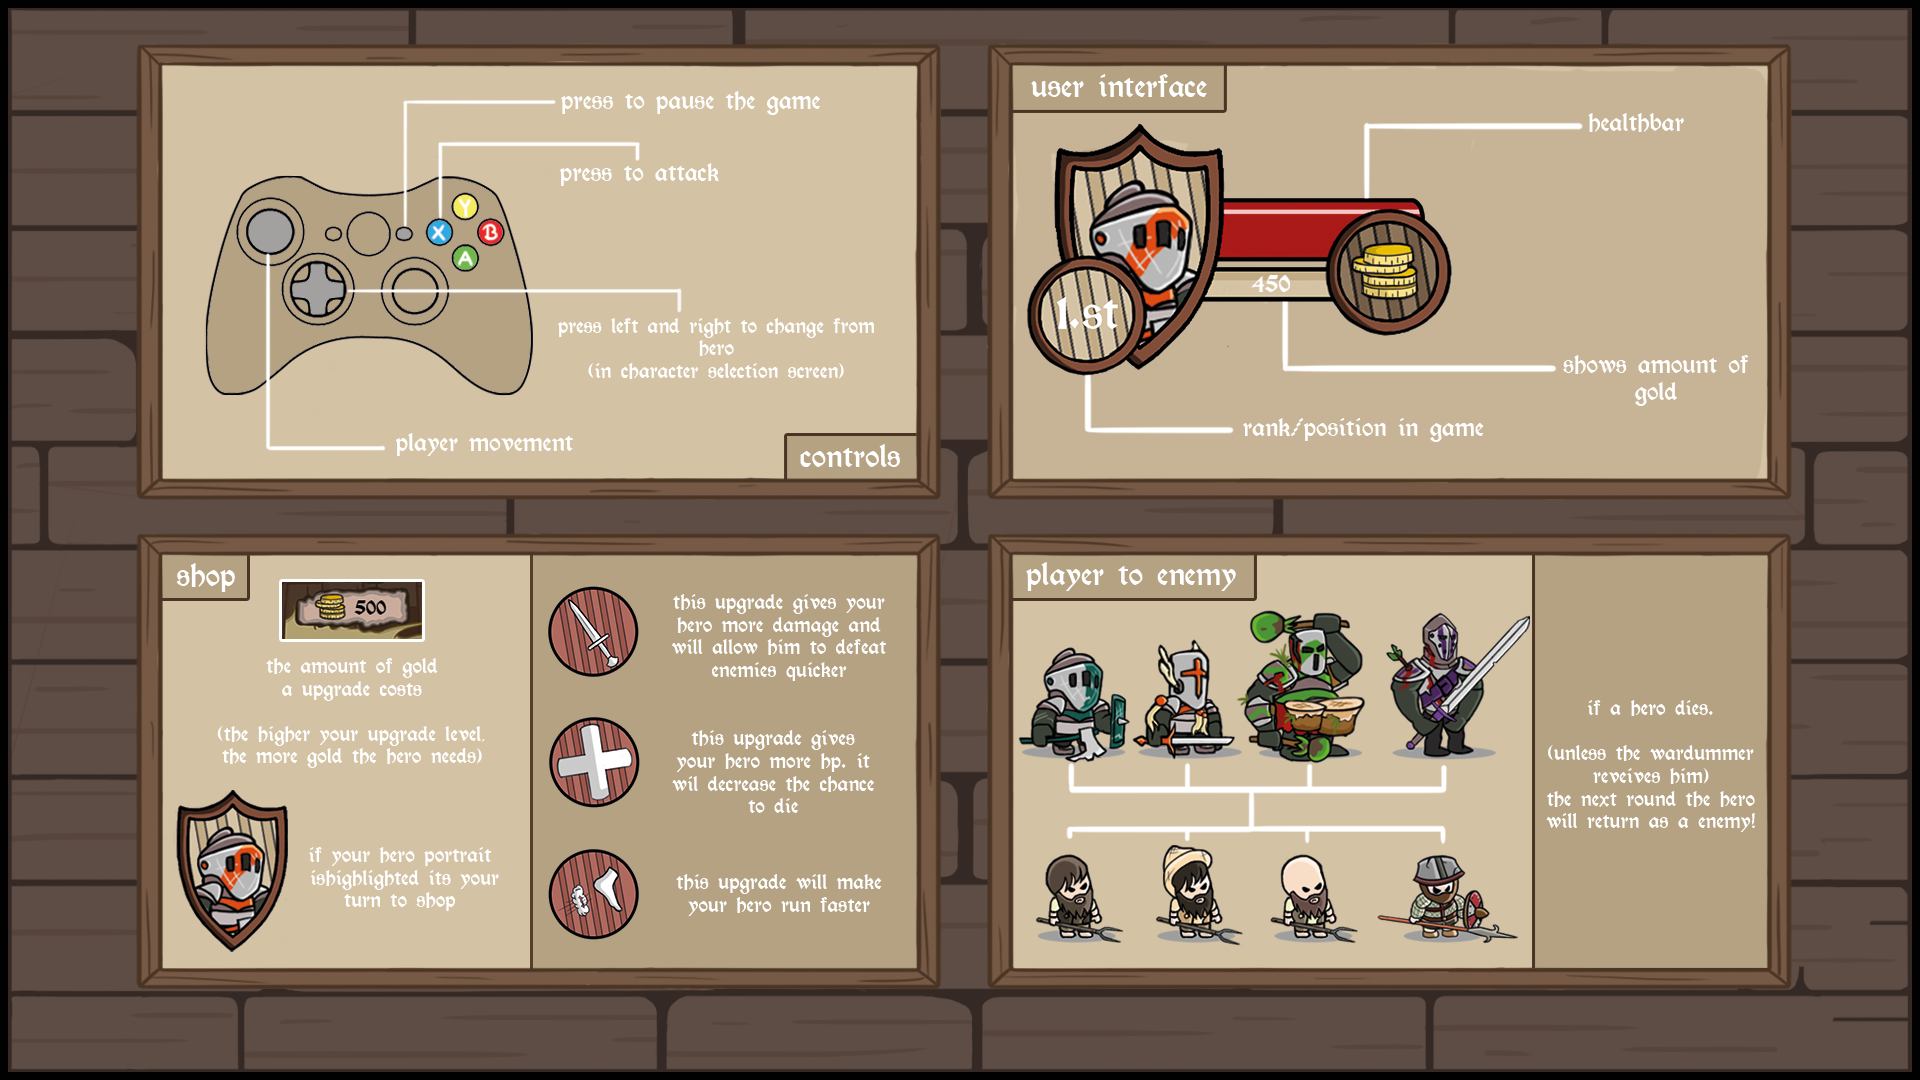 press to pause the game
press to attack
Y
X
B
A
press left and right to change from
hero
(in character selection screen)
player movement
controls
user interface
healthbar
450
1.st
shows amount of
gold
rank/position in game
shop
500
the amount of gold
a upgrade costs
(the higher your upgrade level,
the more gold the hero needs)
if your hero portrait
ishighlighted its your
turn to shop
this upgrade gives your
hero more damage and
will allow him to defeat
enemies quicker
this upgrade gives
your hero more hp. it
wil decrease the chance
to die
this upgrade will make
your hero run faster
player to enemy
if a hero dies.
(unless the wardummer
reveives him)
the next round the hero
will return as a enemy!